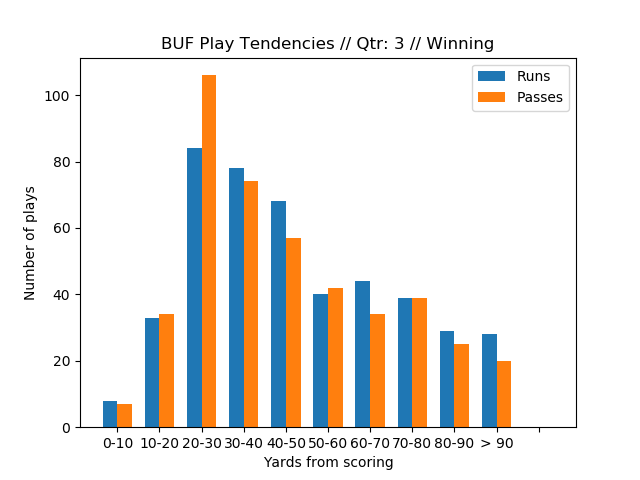 BUF Play Tendencies // Qtr: 3 // Winning
Runs
Passes
Number of plays
100
80
60
40
20
0
0-10 10-20 20-30 30-40 40-50 50-60 60-70 70-80 80-90 > 90
Yards from scoring